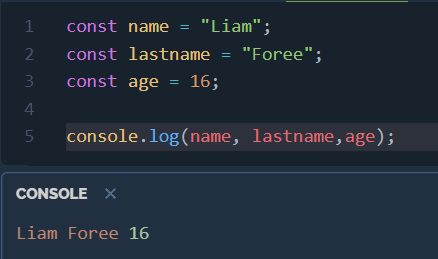 1 const name = "Liam";
2 const lastname = "Foree";
3 const age = 16;
4
5 console.log(name, lastname,age);
CONSOLE ×
Liam Foree 16